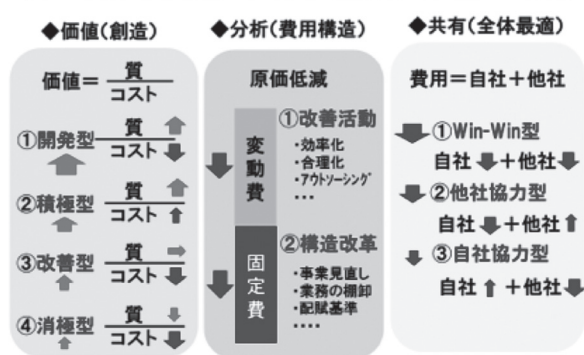 ◆価値(創造)
価値=質/コスト
①開発型 質/コスト
②積極型 質/コスト
③改善型 質/コスト
④消極型 質/コスト
◆分析(費用構造)
原価低減
変動費
①改善活動
・効率化
・合理化
・アウトソーシング
・・・
固定費
②構造改革
・事業見直し
・業務の棚卸
・配賦基準
・・・・
◆共有(全体最適)
費用=自社+他社
①Win-Win型
自社 +他社
②他社協力型
自社 +他社
③自社協力型
自社 +他社